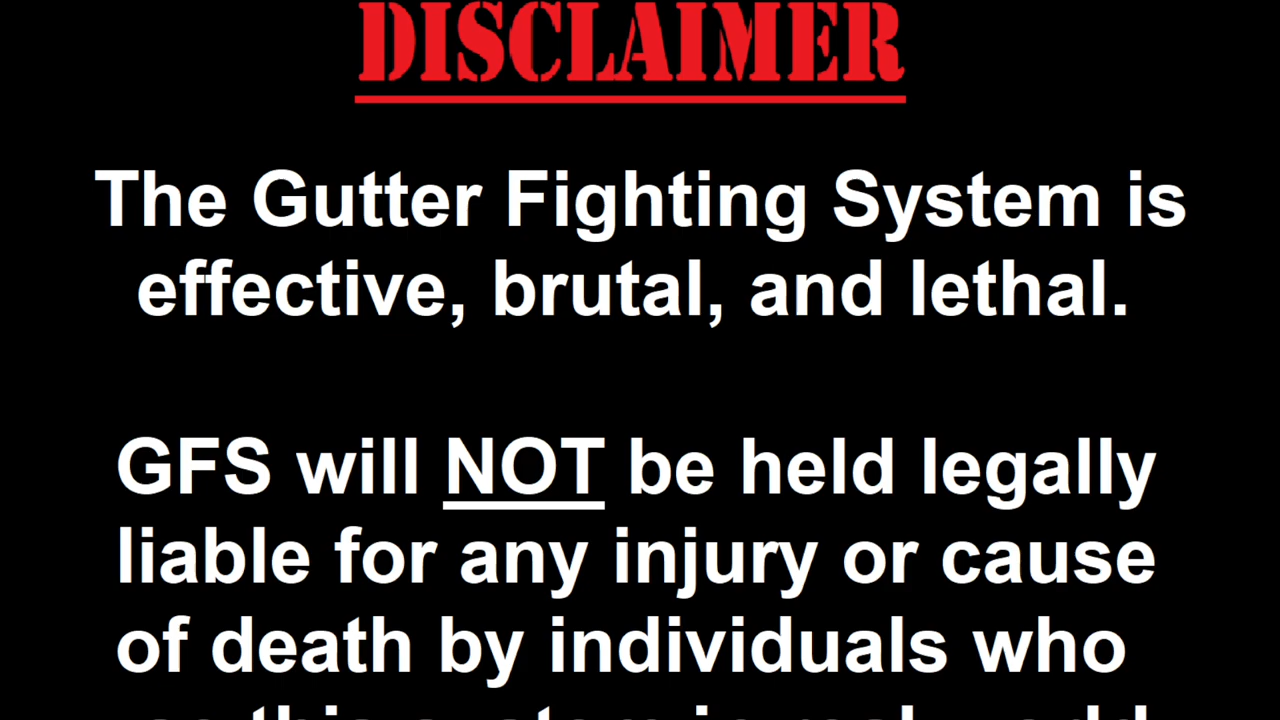 DISCLAIMER
The Gutter Fighting System is
effective, brutal, and lethal.
GFS will NOT be held legally
liable for any injury or cause
of death by individuals who